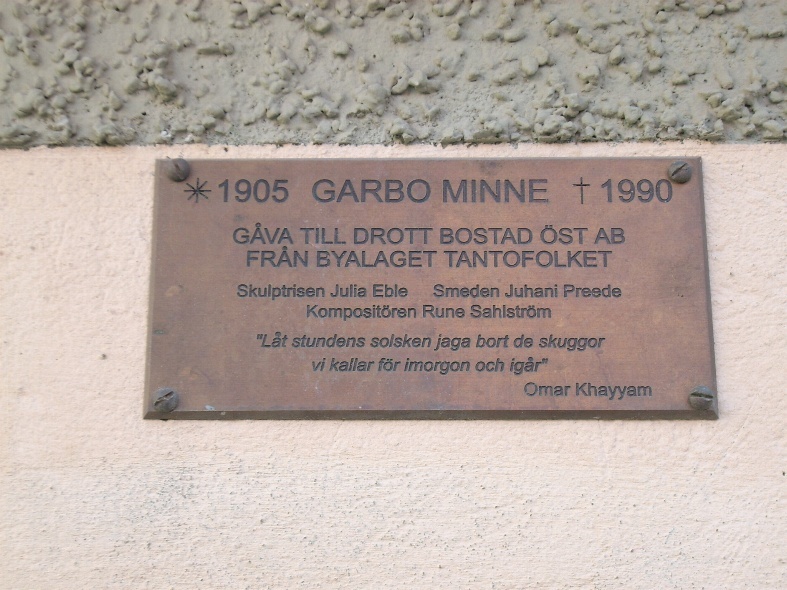 * 1905 GARBO MINNE † 1990
GÅVA TILL DROTT BOSTAD ÖST AB
FRÅN BYALAGET TANTOFOLKET
Skulptrisen Julia Eble Smeden Juhani Preede
Kompositören Rune Sahlström
"Låt stundens solsken jaga bort de skuggor
vi kallar för imorgon och igår"
Omar Khayyam